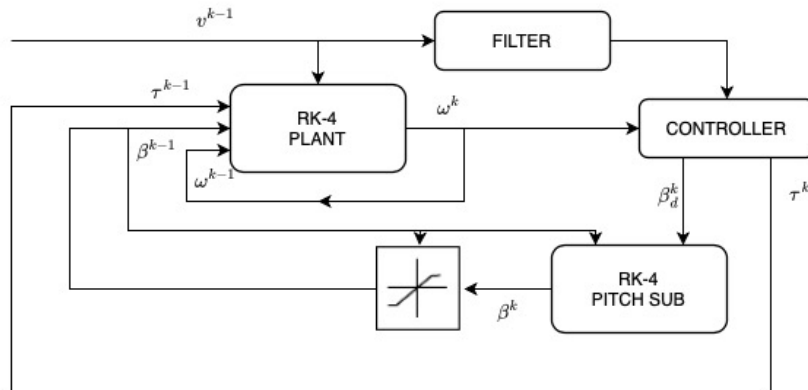 v^{k-1}
FILTER
τ^{k-1}
RK-4
PLANT
ω^k
CONTROLLER
β^{k-1}
ω^{k-1}
β_d^k
τ^k
RK-4
PITCH SUB
β^k